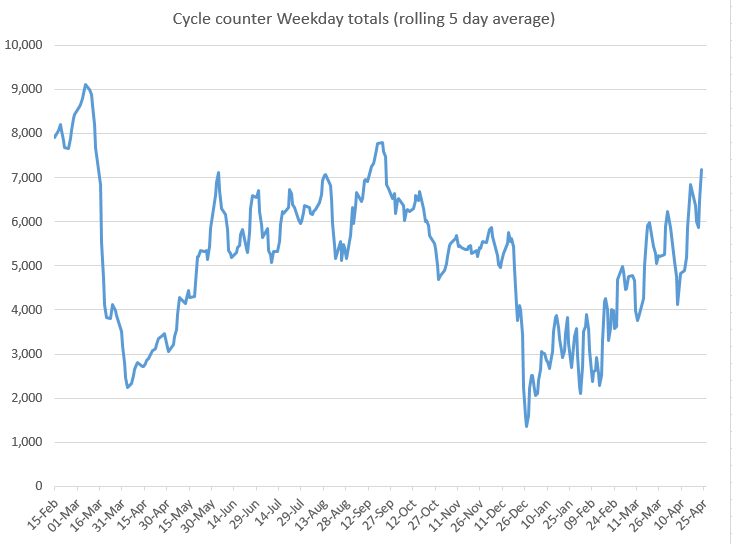 Cycle counter Weekday totals (rolling 5 day average)
10,000
9,000
8,000
7,000
6,000
5,000
4,000
3,000
2,000
1,000
0
15-Feb
01-Mar
16-Mar
31-Mar
15-Apr
30-Apr
15-May
30-May
14-Jun
29-Jun
14-Jul
29-Jul
13-Aug
28-Aug
12-Sep
27-Sep
12-Oct
27-Oct
11-Nov
26-Nov
11-Dec
26-Dec
10-Jan
25-Jan
09-Feb
24-Feb
11-Mar
26-Mar
10-Apr
25-Apr